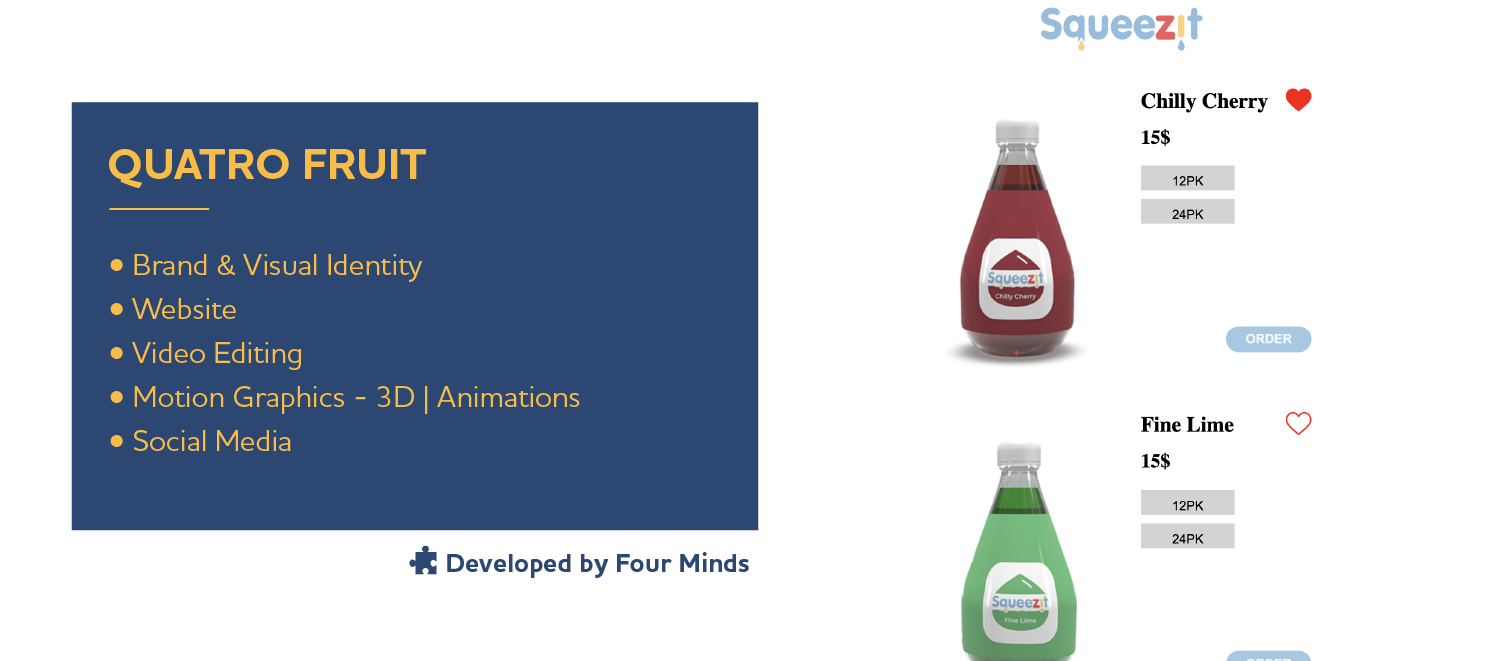 Squeezit
QUATRO FRUIT
• Brand & Visual Identity
• Website
• Video Editing
• Motion Graphics - 3D | Animations
• Social Media
Developed by Four Minds
Chilly Cherry
15$
12PK
24PK
Squeezit
Chilly Cherry
ORDER
Fine Lime
15$
12PK
24PK
Squeezit
Fine Lime
ORDER